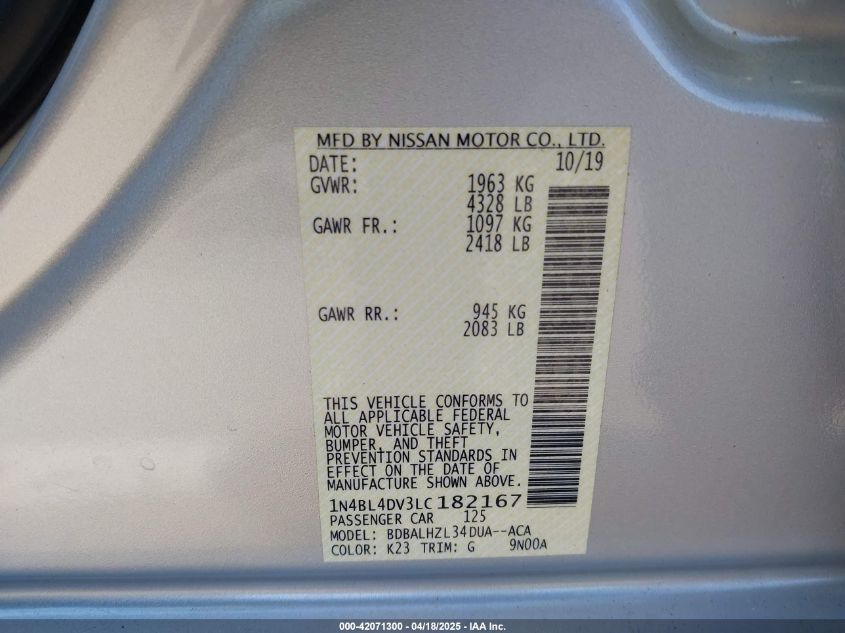 MFD BY NISSAN MOTOR CO., LTD.
DATE: 10/19
GVWR: 1963 KG
4328 LB
GAWR FR.: 1097 KG
2418 LB
GAWR RR.: 945 KG
2083 LB
THIS VEHICLE CONFORMS TO
ALL APPLICABLE FEDERAL
MOTOR VEHICLE SAFETY,
BUMPER, AND THEFT
PREVENTION STANDARDS IN
EFFECT ON THE DATE OF
MANUFACTURE SHOWN ABOVE.
1N4BL4DV3LC182167
PASSENGER CAR 125
MODEL: BDBALHZL34DUA--ACA
COLOR: K23 TRIM: G 9N00A
000-42071300 - 04/18/2025 - IAA Inc.